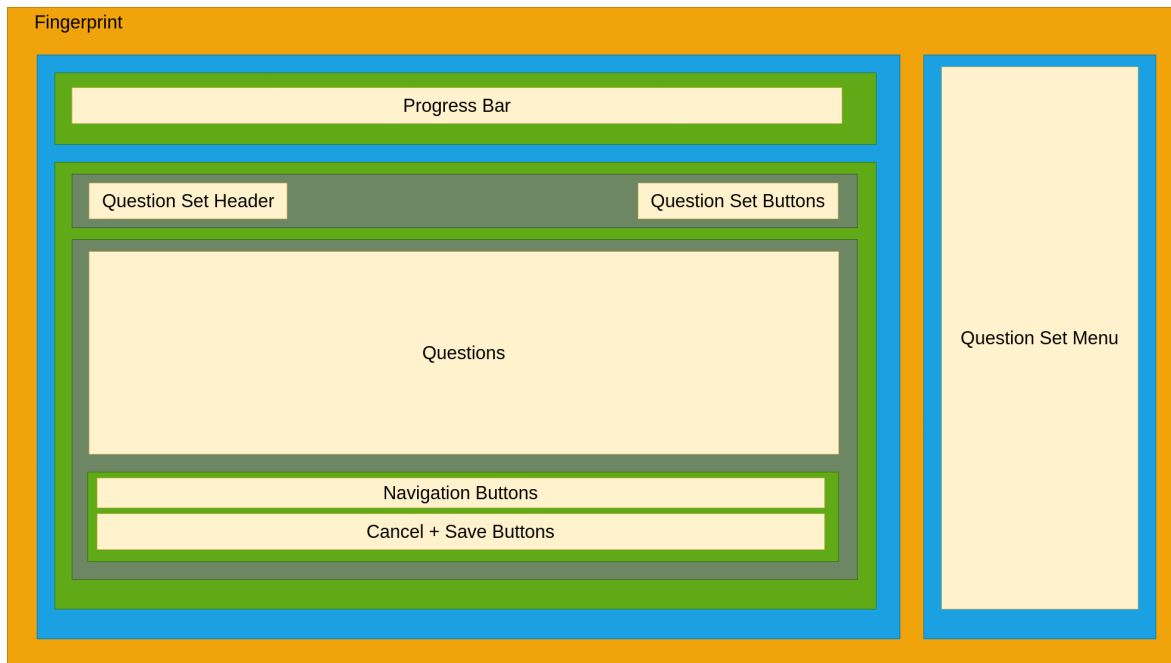 Fingerprint
Progress Bar
Question Set Header
Question Set Buttons
Questions
Navigation Buttons
Cancel + Save Buttons
Question Set Menu